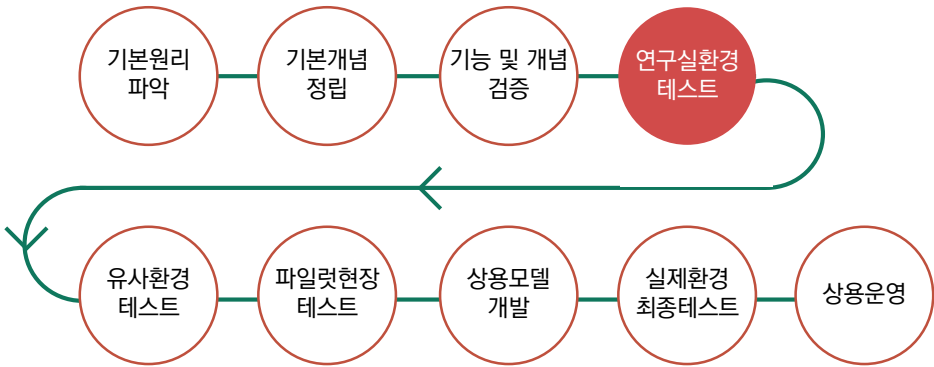 기본원리
파악
기본개념
정립
기능 및 개념
검증
연구실환경
테스트
유사환경
테스트
파일럿현장
테스트
상용모델
개발
실제환경
최종테스트
상용운영